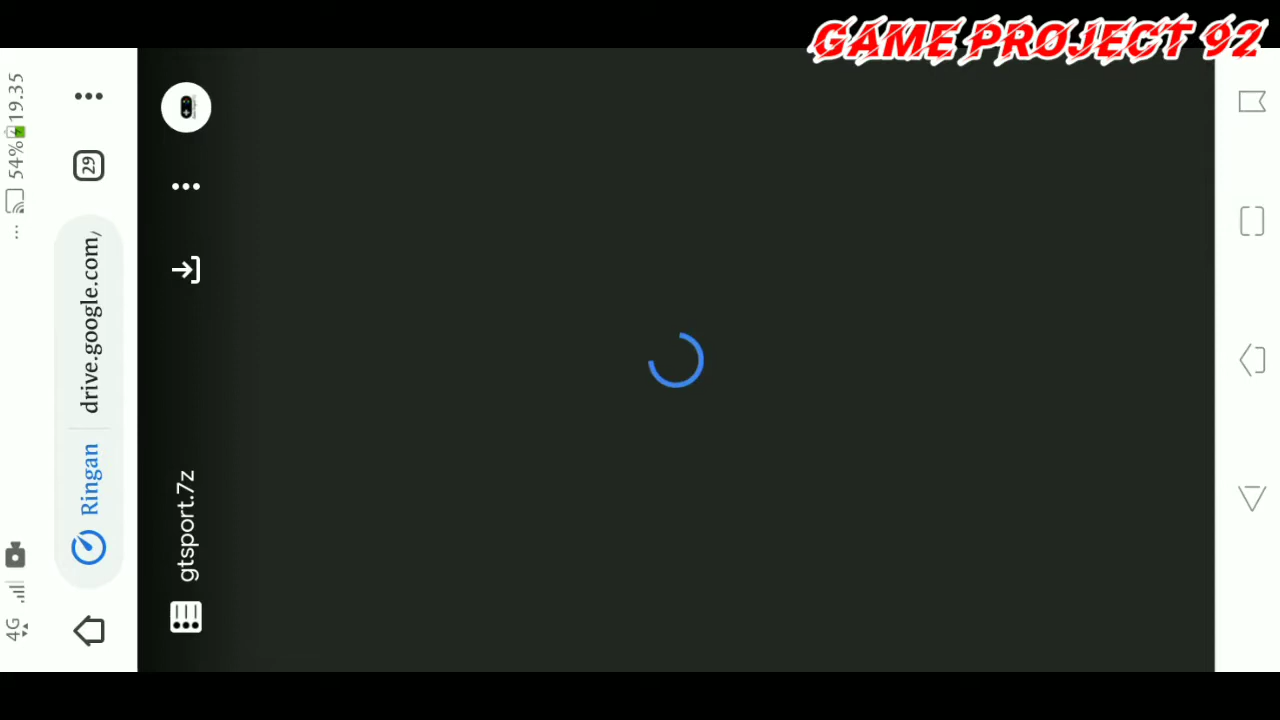 GAME PROJECT 92
4G
... 54% 19.35
Ringan drive.google.com/
29
gtsport.7z